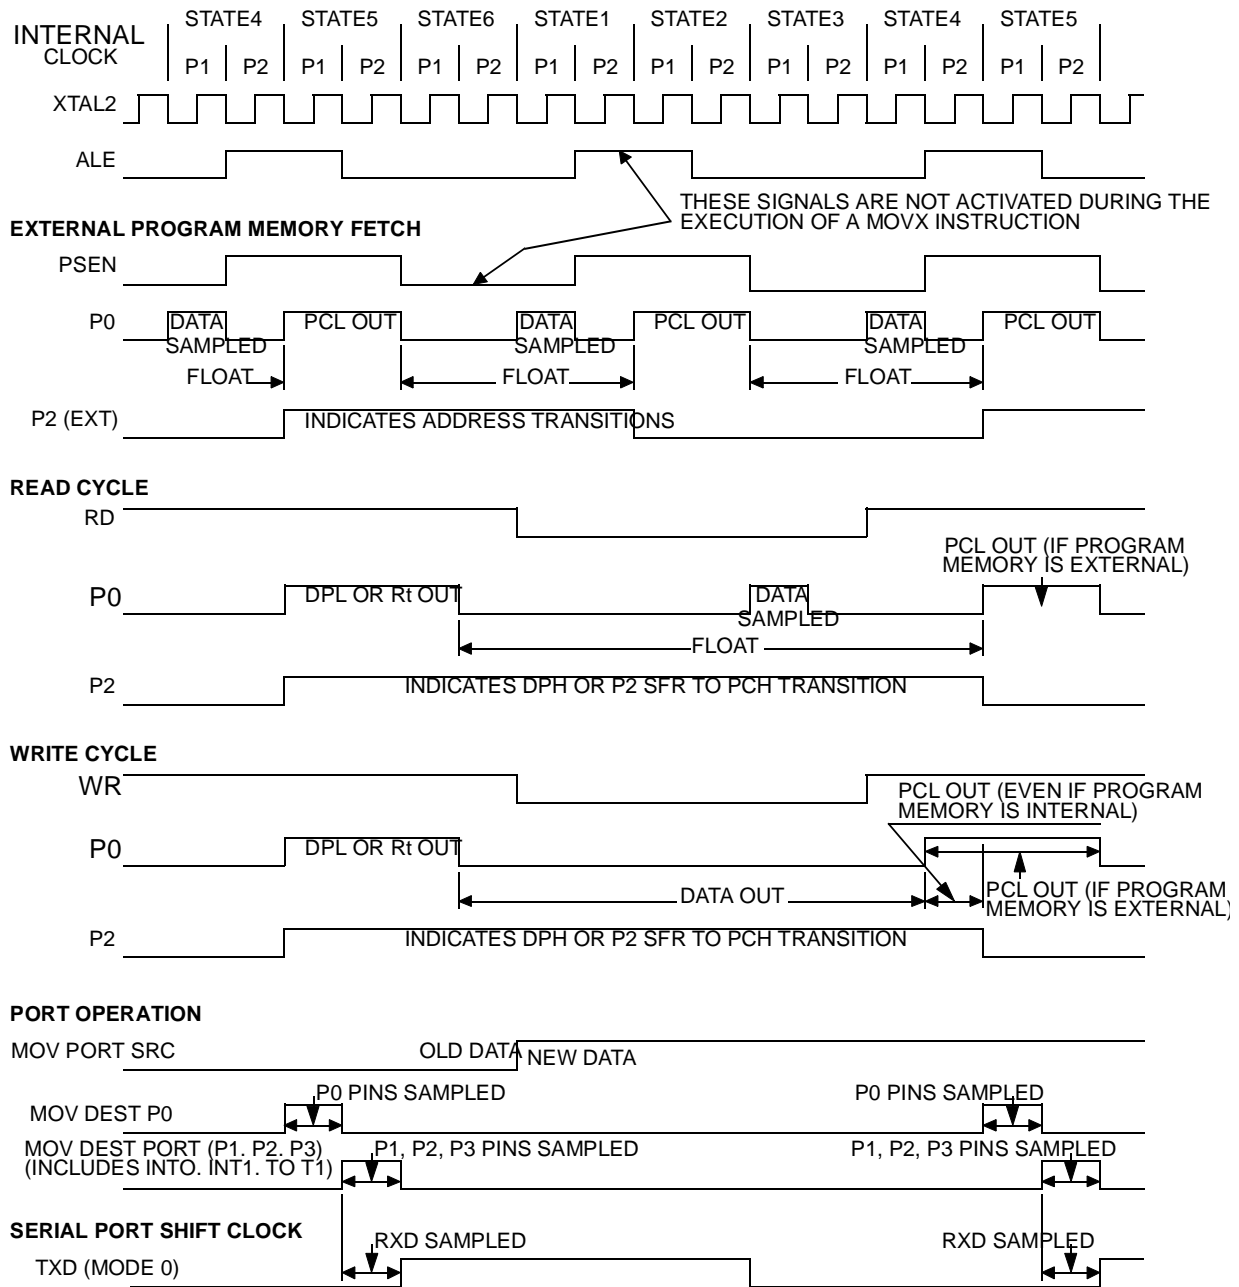 STATE4 STATE5 STATE6 STATE1 STATE2 STATE3 STATE4 STATE5
INTERNAL
CLOCK
P1 P2 P1 P2 P1 P2 P1 P2 P1 P2 P1 P2 P1 P2 P1 P2
XTAL2
ALE
THESE SIGNALS ARE NOT ACTIVATED DURING THE
EXECUTION OF A MOVX INSTRUCTION
EXTERNAL PROGRAM MEMORY FETCH
PSEN
P0 DATA PCL OUT DATA PCL OUT DATA PCL OUT
SAMPLED SAMPLED SAMPLED
FLOAT FLOAT FLOAT
P2 (EXT) INDICATES ADDRESS TRANSITIONS
READ CYCLE
RD
PCL OUT (IF PROGRAM
MEMORY IS EXTERNAL)
P0 DPL OR Rt OUT DATA
SAMPLED
FLOAT
P2 INDICATES DPH OR P2 SFR TO PCH TRANSITION
WRITE CYCLE
WR
PCL OUT (EVEN IF PROGRAM
MEMORY IS INTERNAL)
P0 DPL OR Rt OUT
DATA OUT PCL OUT (IF PROGRAM
MEMORY IS EXTERNAL)
P2 INDICATES DPH OR P2 SFR TO PCH TRANSITION
PORT OPERATION
MOV PORT SRC OLD DATA NEW DATA
P0 PINS SAMPLED P0 PINS SAMPLED
MOV DEST P0
MOV DEST PORT (P1. P2. P3) P1, P2, P3 PINS SAMPLED P1, P2, P3 PINS SAMPLED
(INCLUDES INTO. INT1. TO T1)
SERIAL PORT SHIFT CLOCK
RXD SAMPLED RXD SAMPLED
TXD (MODE 0)